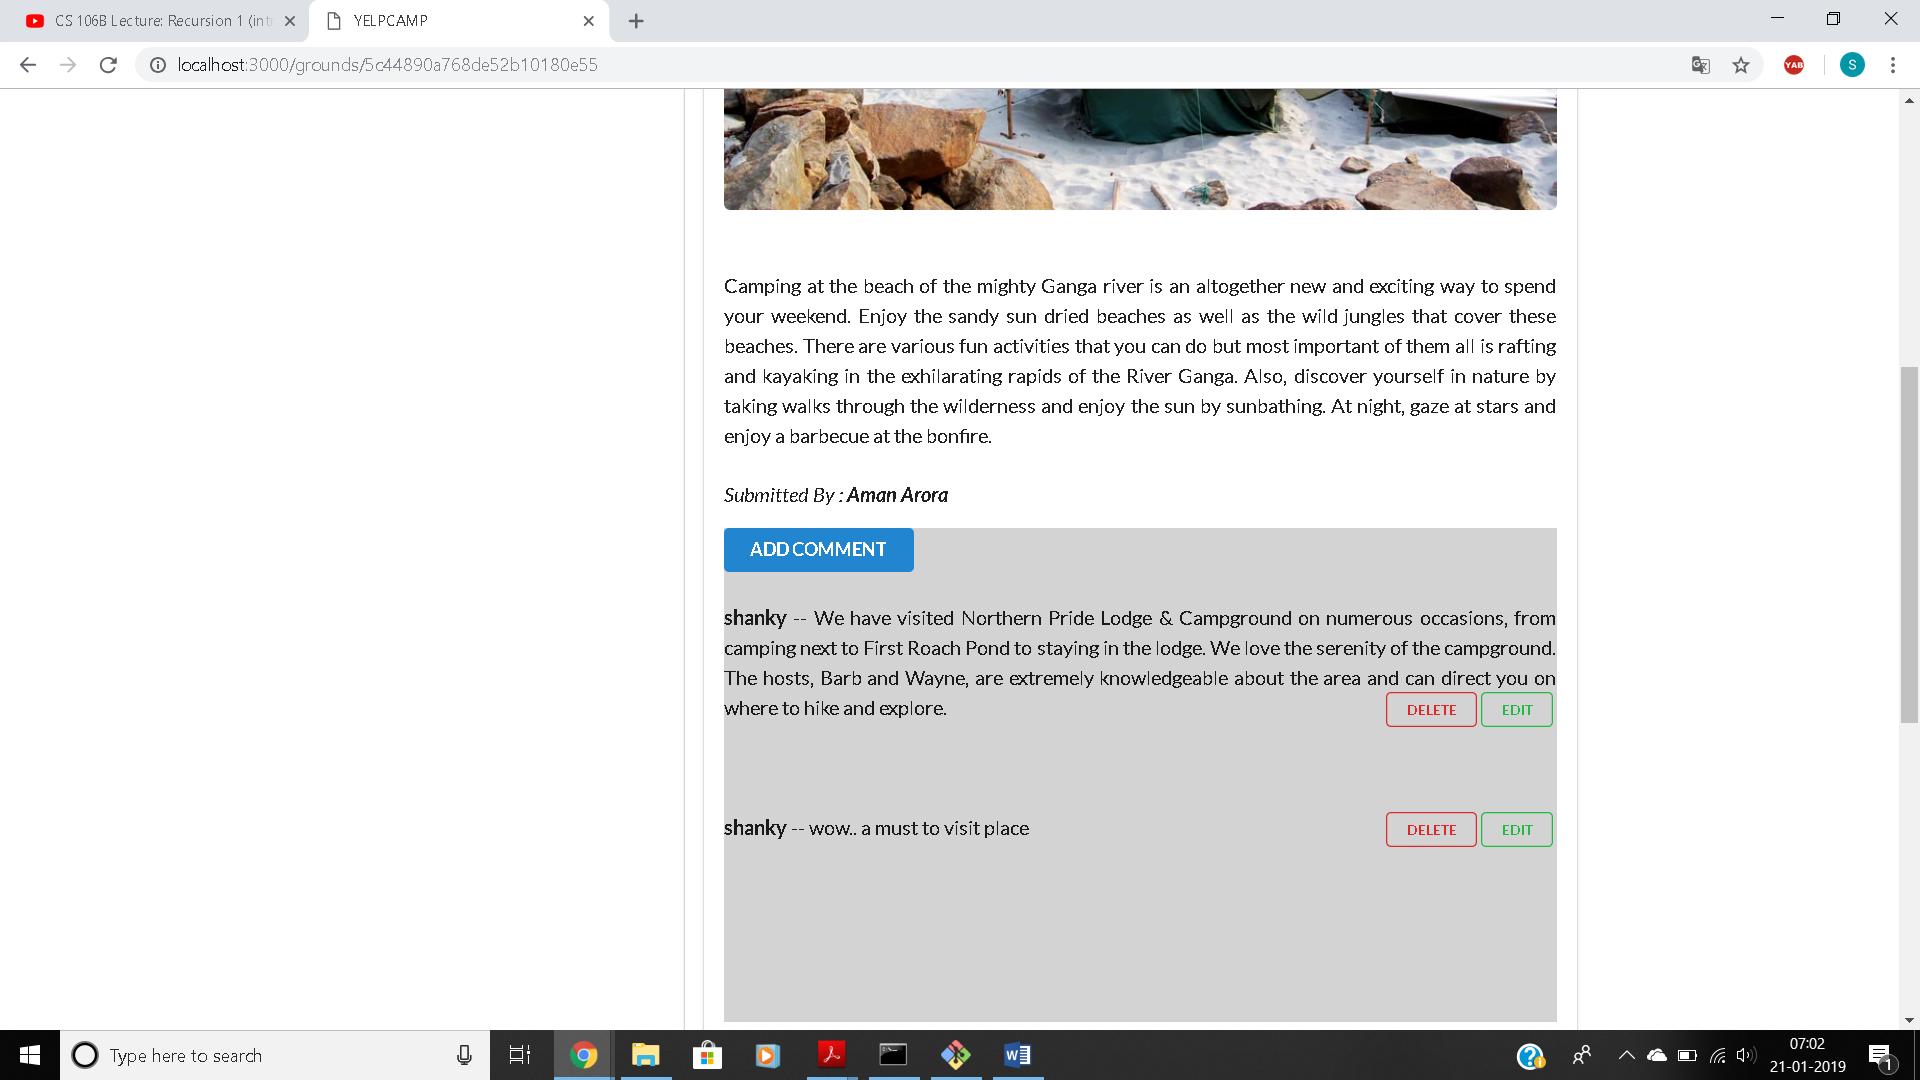 CS 106B Lecture: Recursion 1 (int
YELPCAMP
localhost:3000/grounds/5c44890a768de52b10180e55
YAB
S
Camping at the beach of the mighty Ganga river is an altogether new and exciting way to spend
your weekend. Enjoy the sandy sun dried beaches as well as the wild jungles that cover these
beaches. There are various fun activities that you can do but most important of them all is rafting
and kayaking in the exhilarating rapids of the River Ganga. Also, discover yourself in nature by
taking walks through the wilderness and enjoy the sun by sunbathing. At night, gaze at stars and
enjoy a barbecue at the bonfire.
Submitted By : Aman Arora
ADD COMMENT
shanky -- We have visited Northern Pride Lodge & Campground on numerous occasions, from
camping next to First Roach Pond to staying in the lodge. We love the serenity of the campground.
The hosts, Barb and Wayne, are extremely knowledgeable about the area and can direct you on
where to hike and explore.
DELETE EDIT
shanky -- wow.. a must to visit place
DELETE EDIT
Type here to search
07:02
21-01-2019
1